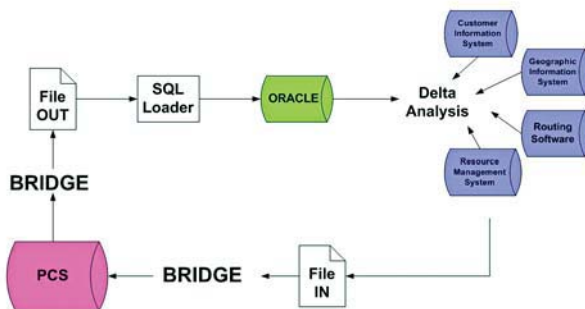 Customer
Information
System
Geographic
Information
System
File
OUT
SQL
Loader
ORACLE
Delta
Analysis
Routing
Software
Resource
Management
System
BRIDGE
PCS
BRIDGE
File
IN